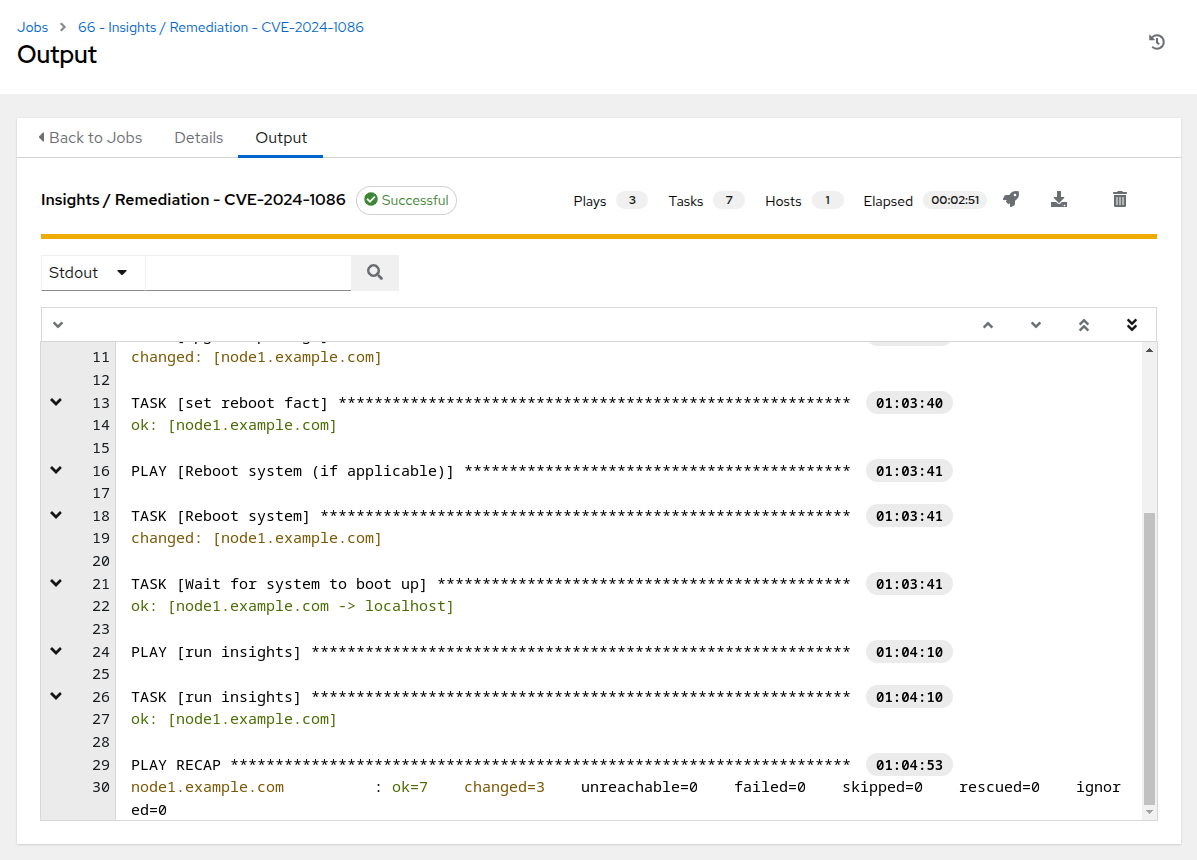 Jobs > 66 - Insights / Remediation - CVE-2024-1086
Output
Back to Jobs Details Output
Insights / Remediation - CVE-2024-1086 Successful Plays 3 Tasks 7 Hosts 1 Elapsed 00:02:51
Stdout
11 changed: [node1.example.com]
12
13 TASK [set reboot fact] ********************************************************* 01:03:40
14 ok: [node1.example.com]
15
16 PLAY [Reboot system (if applicable)] ******************************************* 01:03:41
17
18 TASK [Reboot system] *********************************************************** 01:03:41
19 changed: [node1.example.com]
20
21 TASK [Wait for system to boot up] ********************************************** 01:03:41
22 ok: [node1.example.com -> localhost]
23
24 PLAY [run insights] ************************************************************ 01:04:10
25
26 TASK [run insights] ************************************************************ 01:04:10
27 ok: [node1.example.com]
28
29 PLAY RECAP ********************************************************************* 01:04:53
30 node1.example.com : ok=7 changed=3 unreachable=0 failed=0 skipped=0 rescued=0 ignor
ed=0